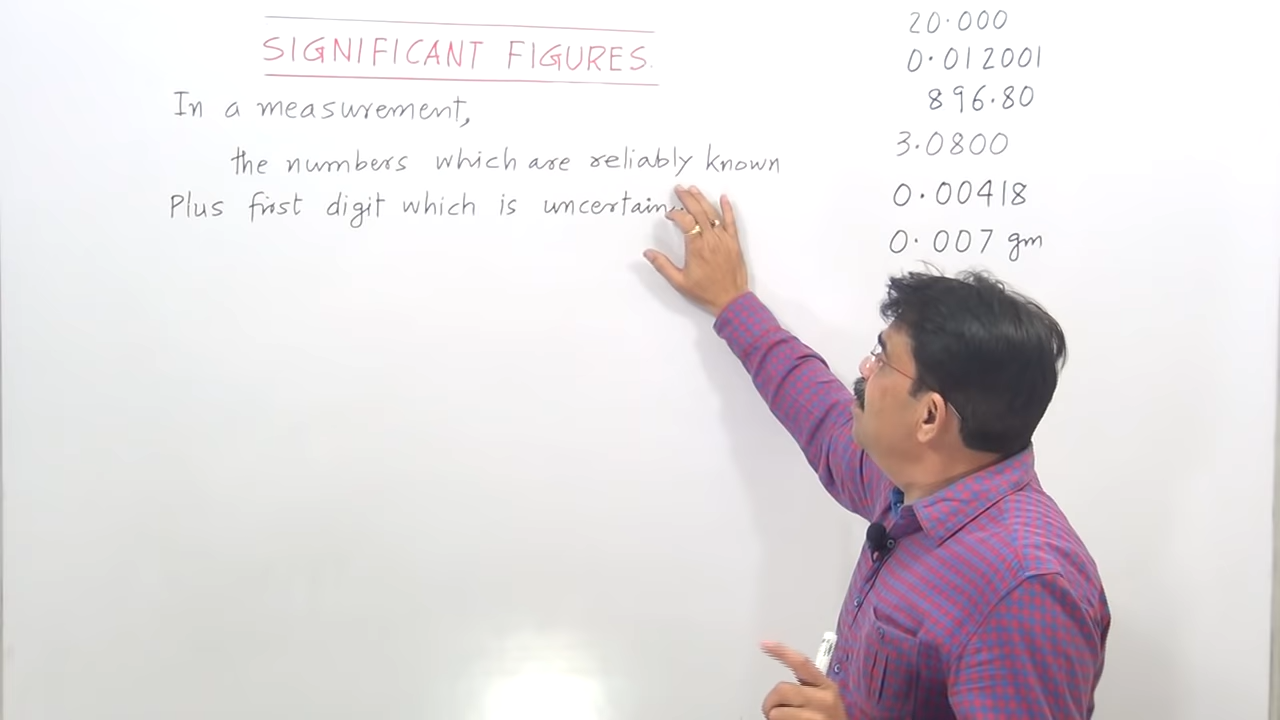 SIGNIFICANT FIGURES.
In a measurement,
the numbers which are reliably known
Plus first digit which is uncertain.
20.000
0.012001
896.80
3.0800
0.00418
0.007 gm